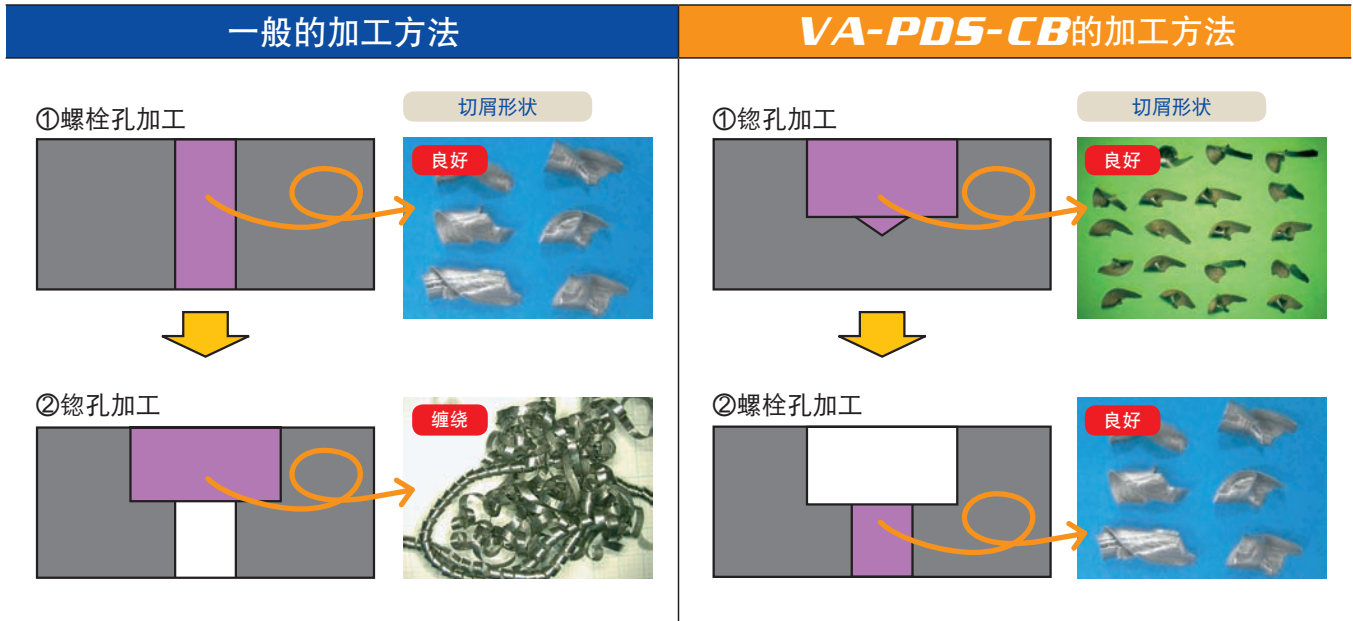 一般的加工方法
①螺栓孔加工
切屑形状
良好
②锪孔加工
缠绕
VA-PDS-CB的加工方法
①锪孔加工
切屑形状
良好
②螺栓孔加工
良好